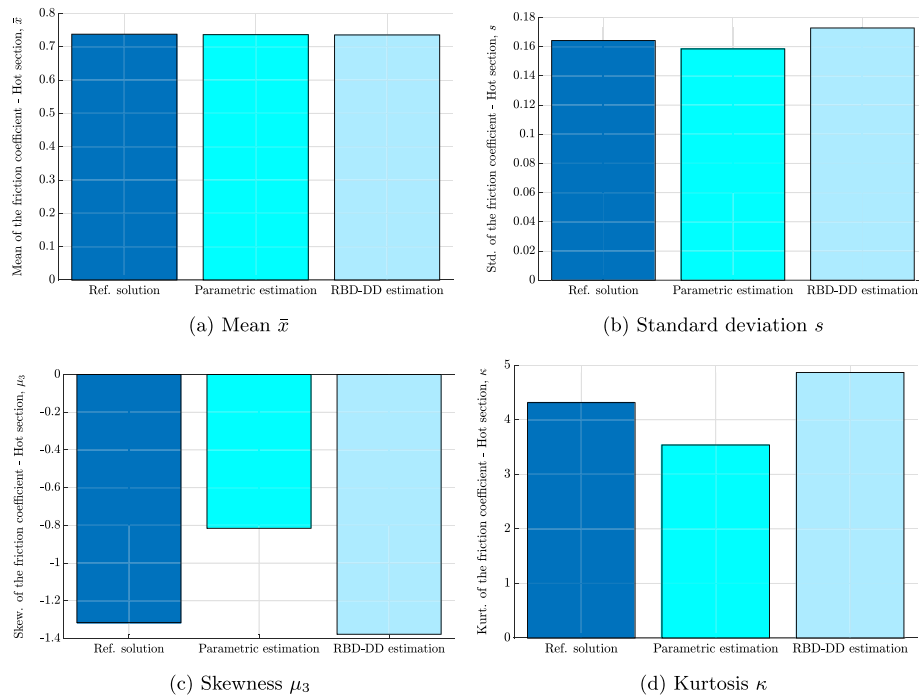 Mean of the friction coefficient - Hot section, x̄
0.8
0.7
0.6
0.5
0.4
0.3
0.2
0.1
0
Ref. solution
Parametric estimation
RBD-DD estimation
(a) Mean x̄
Std. of the friction coefficient - Hot section, s
0.18
0.16
0.14
0.12
0.1
0.08
0.06
0.04
0.02
0
Ref. solution
Parametric estimation
RBD-DD estimation
(b) Standard deviation s
Skew. of the friction coefficient - Hot section, μ₃
0
-0.2
-0.4
-0.6
-0.8
-1
-1.2
-1.4
Ref. solution
Parametric estimation
RBD-DD estimation
(c) Skewness μ₃
Kurt. of the friction coefficient - Hot section, κ
5
4
3
2
1
0
Ref. solution
Parametric estimation
RBD-DD estimation
(d) Kurtosis κ